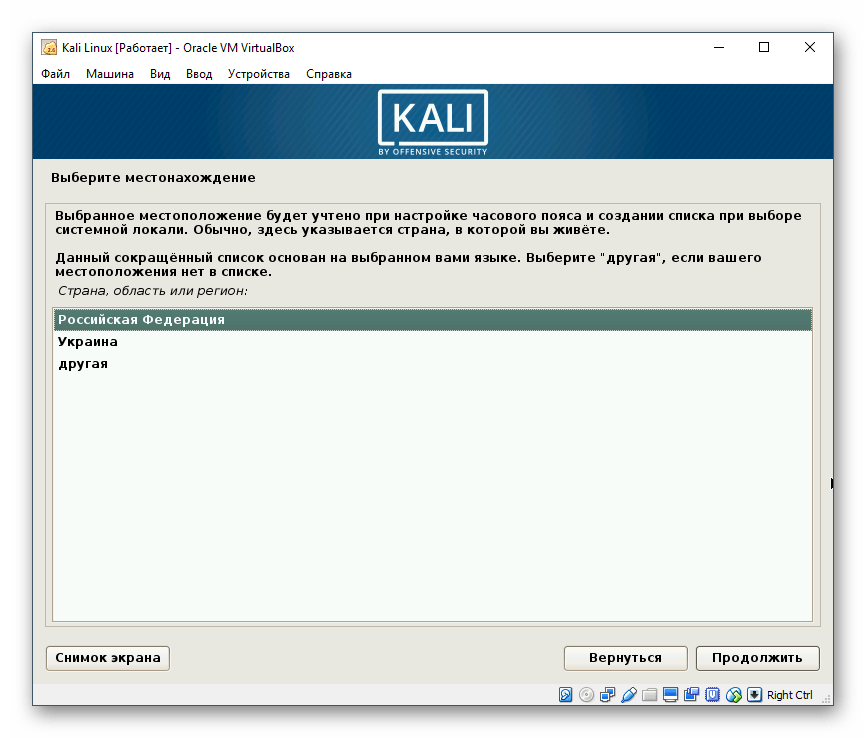 Kali Linux [Работает] - Oracle VM VirtualBox
Файл Машина Вид Ввод Устройства Справка
KALI
BY OFFENSIVE SECURITY
Выберите местонахождение
Выбранное местоположение будет учтено при настройке часового пояса и создании списка при выборе
системной локали. Обычно, здесь указывается страна, в которой вы живёте.
Данный сокращённый список основан на выбранном вами языке. Выберите "другая", если вашего
местоположения нет в списке.
Страна, область или регион:
Российская Федерация
Украина
другая
Снимок экрана Вернуться Продолжить
Right Ctrl